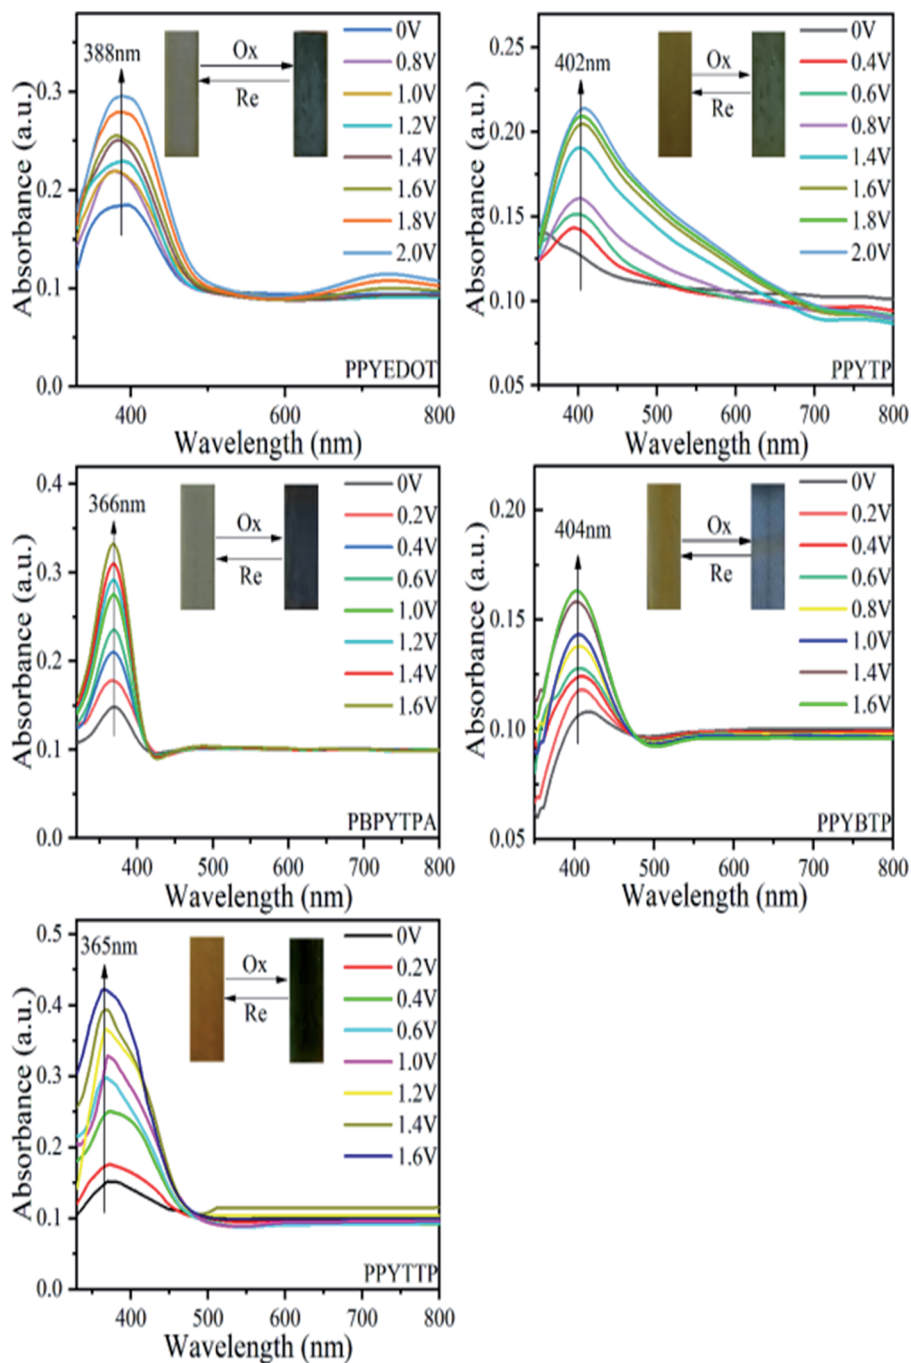 388nm
Ox
Re
0V
0.8V
1.0V
1.2V
1.4V
1.6V
1.8V
2.0V
0.3
0.2
0.1
0.0
Absorbance (a.u.)
PPYEDOT
400
600
800
Wavelength (nm)
402nm
Ox
Re
0V
0.4V
0.6V
0.8V
1.4V
1.6V
1.8V
2.0V
0.25
0.20
0.15
0.10
0.05
Absorbance (a.u.)
PPYTP
400
500
600
700
800
Wavelength (nm)
366nm
Ox
Re
0V
0.2V
0.4V
0.6V
1.0V
1.2V
1.4V
1.6V
0.4
0.3
0.2
0.1
0.0
Absorbance (a.u.)
PBPYTPA
400
500
600
700
800
Wavelength (nm)
404nm
Ox
Re
0V
0.2V
0.4V
0.6V
0.8V
1.0V
1.4V
1.6V
0.20
0.15
0.10
0.05
Absorbance (a.u.)
PPYBTP
400
500
600
700
800
Wavelength (nm)
365nm
Ox
Re
0V
0.2V
0.4V
0.6V
1.0V
1.2V
1.4V
1.6V
0.5
0.4
0.3
0.2
0.1
0.0
Absorbance (a.u.)
PPYTTP
400
500
600
700
800
Wavelength (nm)